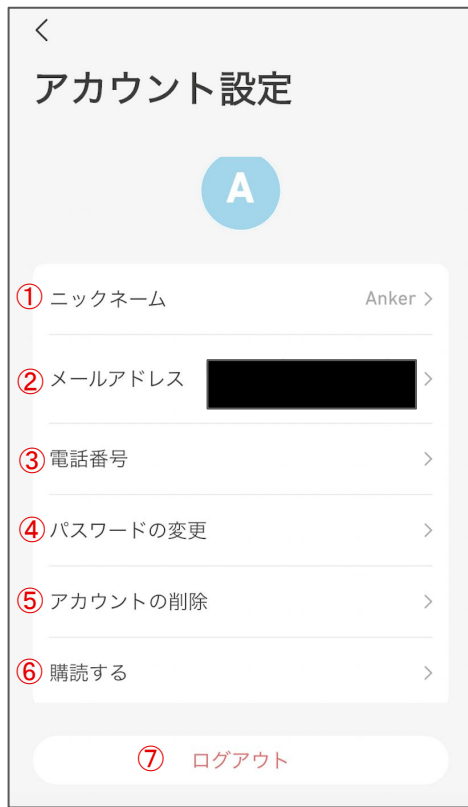 アカウント設定
A
① ニックネーム Anker
② メールアドレス
③ 電話番号
④ パスワードの変更
⑤ アカウントの削除
⑥ 購読する
⑦ ログアウト